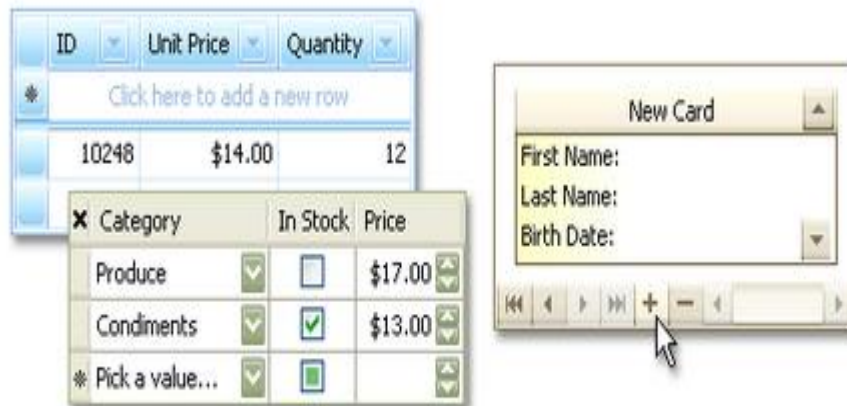 ID Unit Price Quantity
Click here to add a new row
10248 $14.00 12
Category In Stock Price
Produce $17.00
Condiments $13.00
Pick a value...
New Card
First Name:
Last Name:
Birth Date: